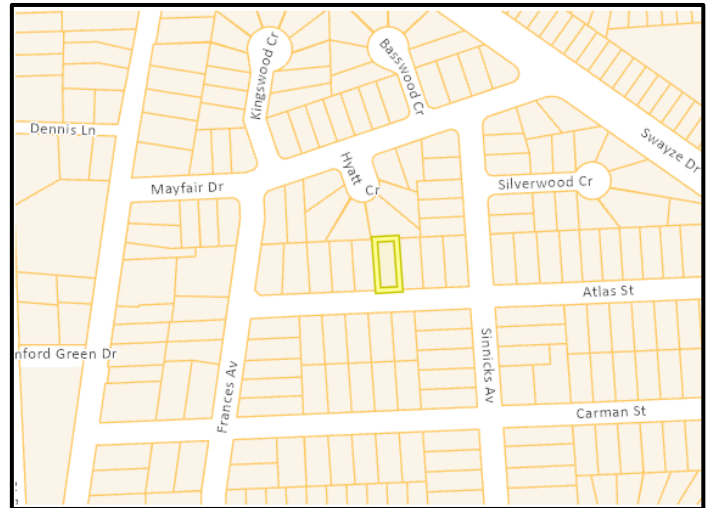 Kingswood Cr
Basswood Cr
Dennis Ln
Swayze Dr
Hyatt
Cr
Mayfair Dr
Silverwood Cr
Atlas St
nford Green Dr
Sinnicks Av
Frances Av
Carman St